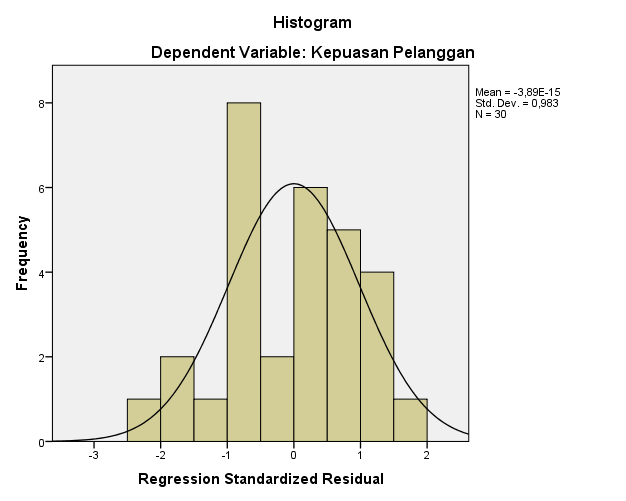 Histogram
Dependent Variable: Kepuasan Pelanggan
Mean = -3,89E-15
Std. Dev. = 0,983
N = 30
Frequency
8
6
4
2
0
-3
-2
-1
0
1
2
Regression Standardized Residual